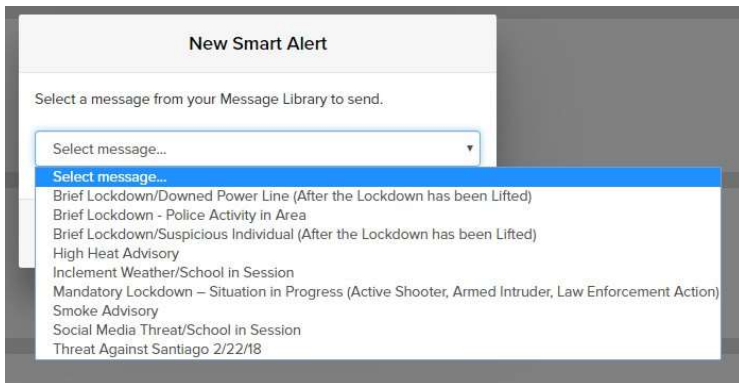 New Smart Alert
Select a message from your Message Library to send.
Select message...
Select message...
Brief Lockdown/Downed Power Line (After the Lockdown has been Lifted)
Brief Lockdown - Police Activity in Area
Brief Lockdown/Suspicious Individual (After the Lockdown has been Lifted)
High Heat Advisory
Inclement Weather/School in Session
Mandatory Lockdown – Situation in Progress (Active Shooter, Armed Intruder, Law Enforcement Action)
Smoke Advisory
Social Media Threat/School in Session
Threat Against Santiago 2/22/18